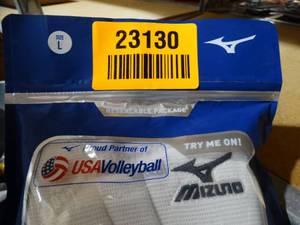 SIZE
L
23130
RESEALABLE PACKAGE
Proud Partner of
USAVolleyball
TRY ME ON!
MIZUNO